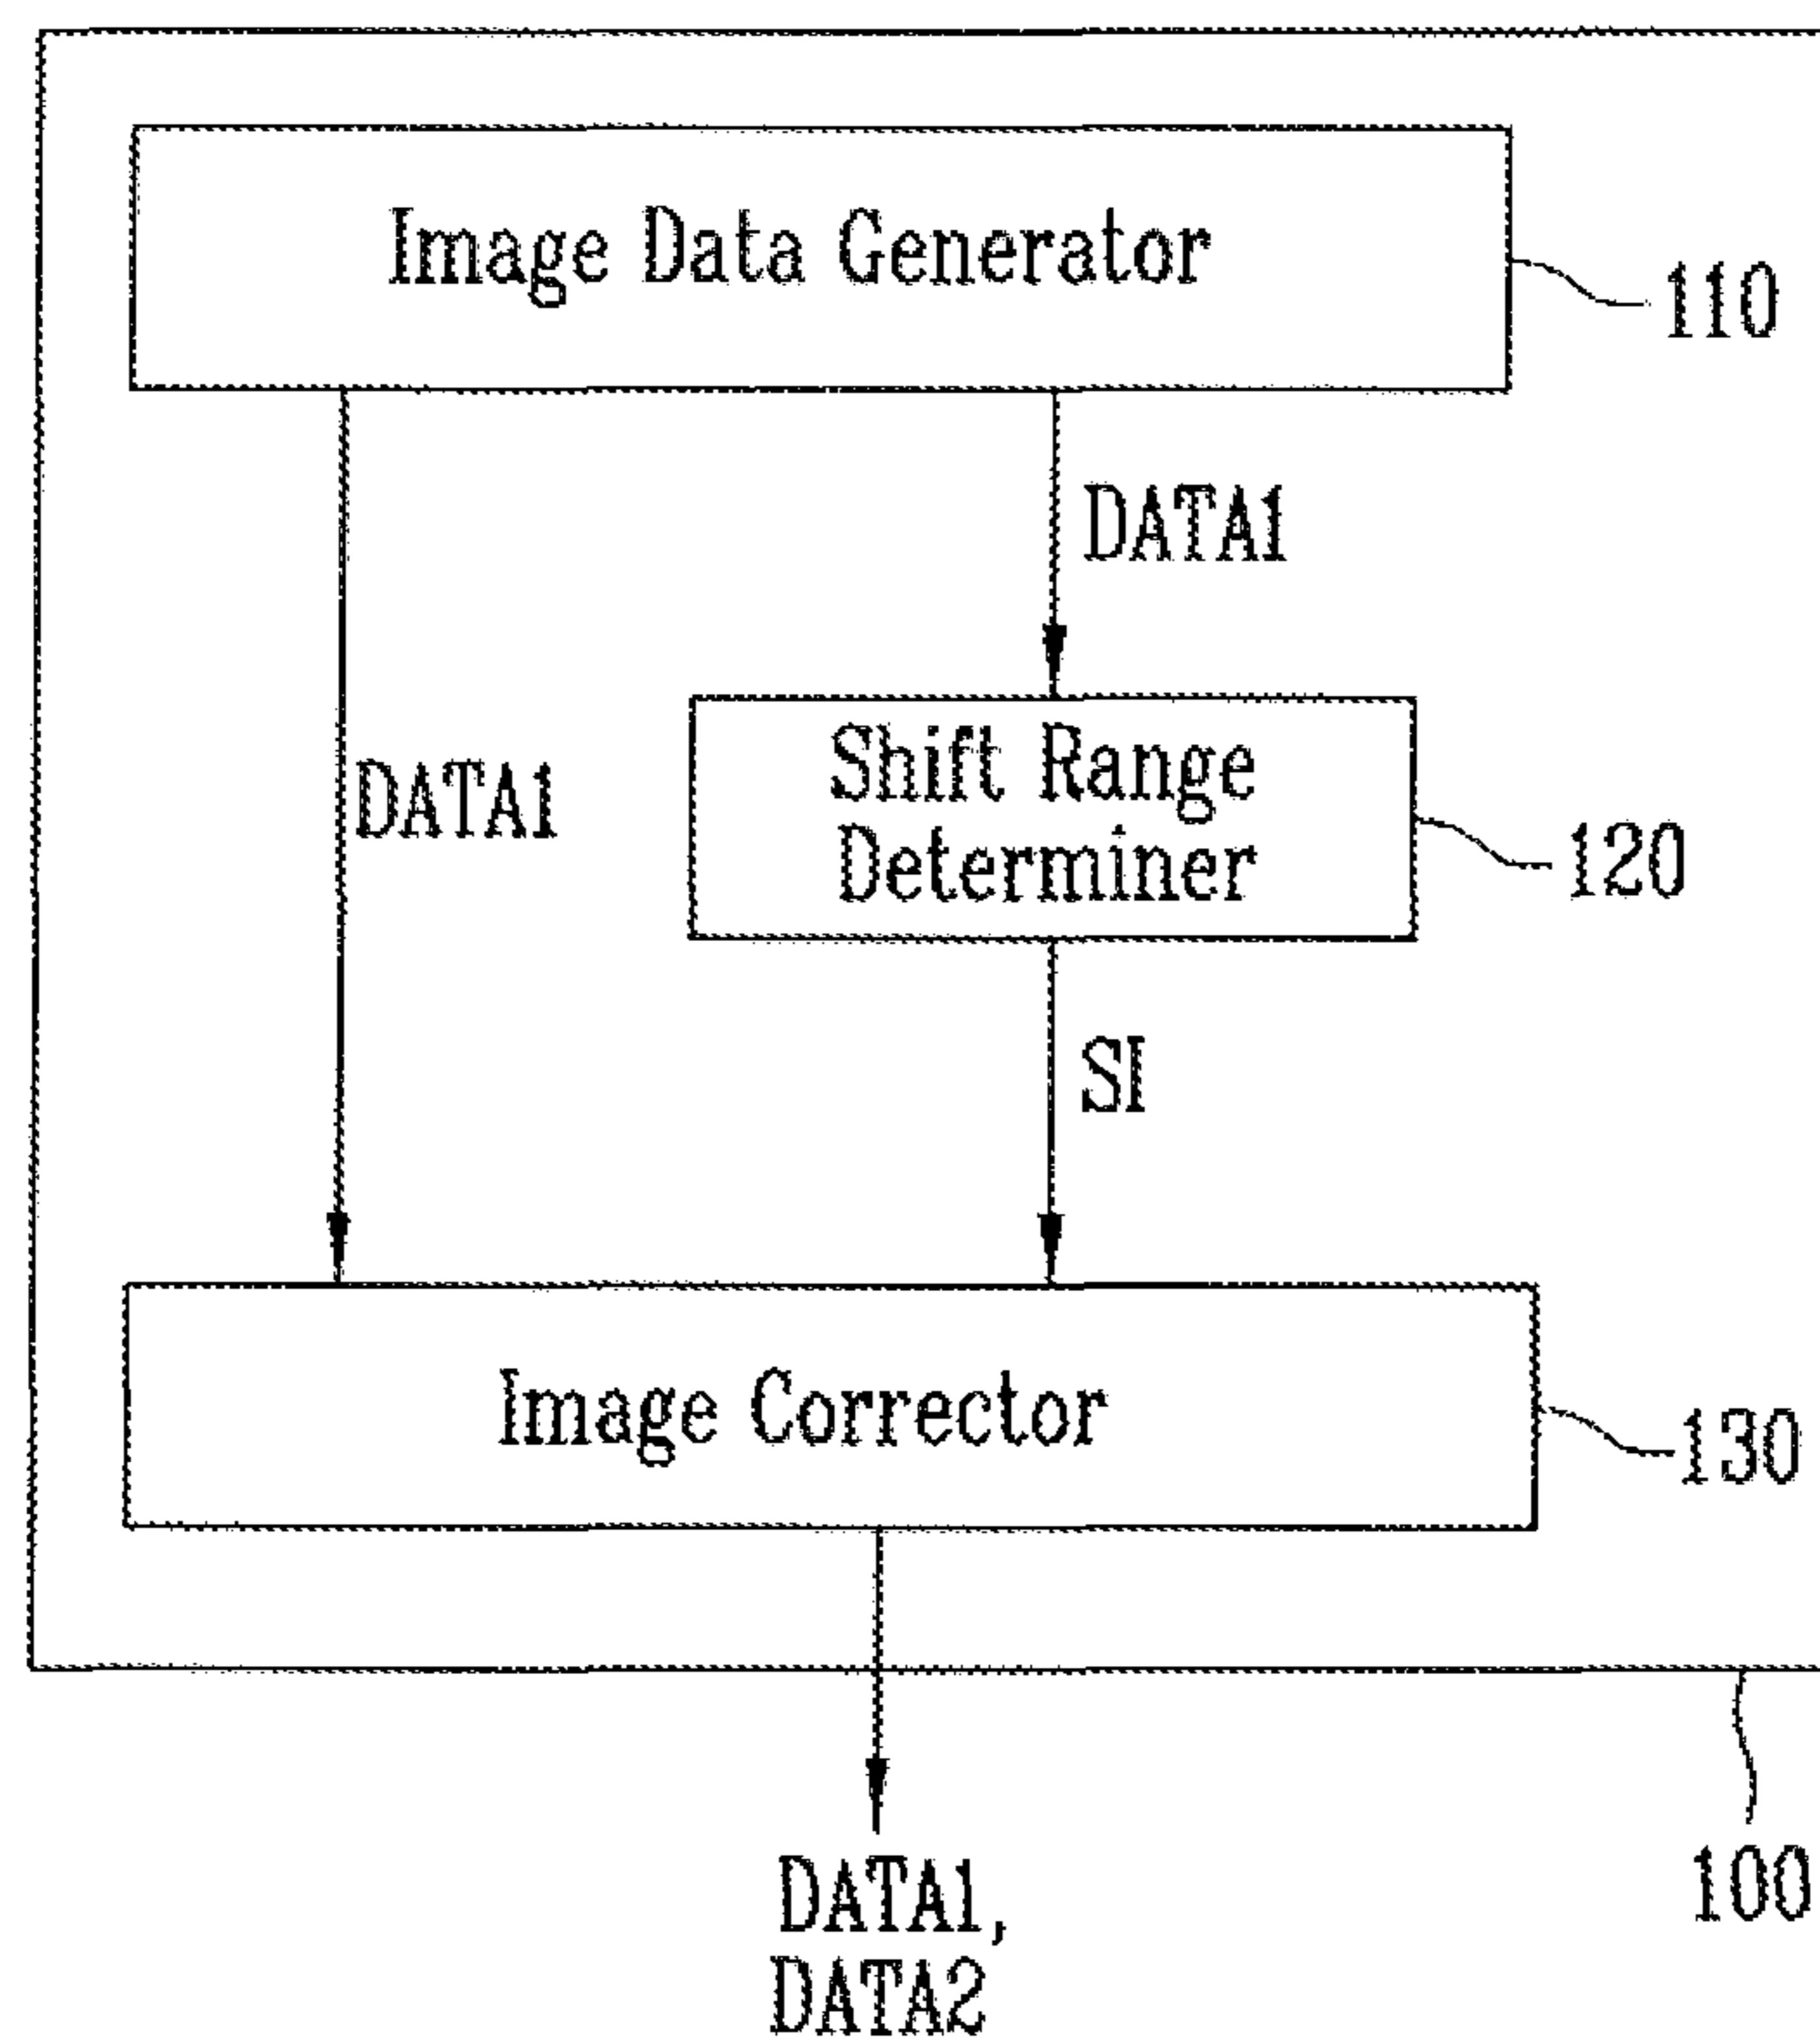 Image Data Generator
110
DATA1
DATA1
Shift Range
Determiner
120
SI
Image Corrector
130
100
DATA1,
DATA2